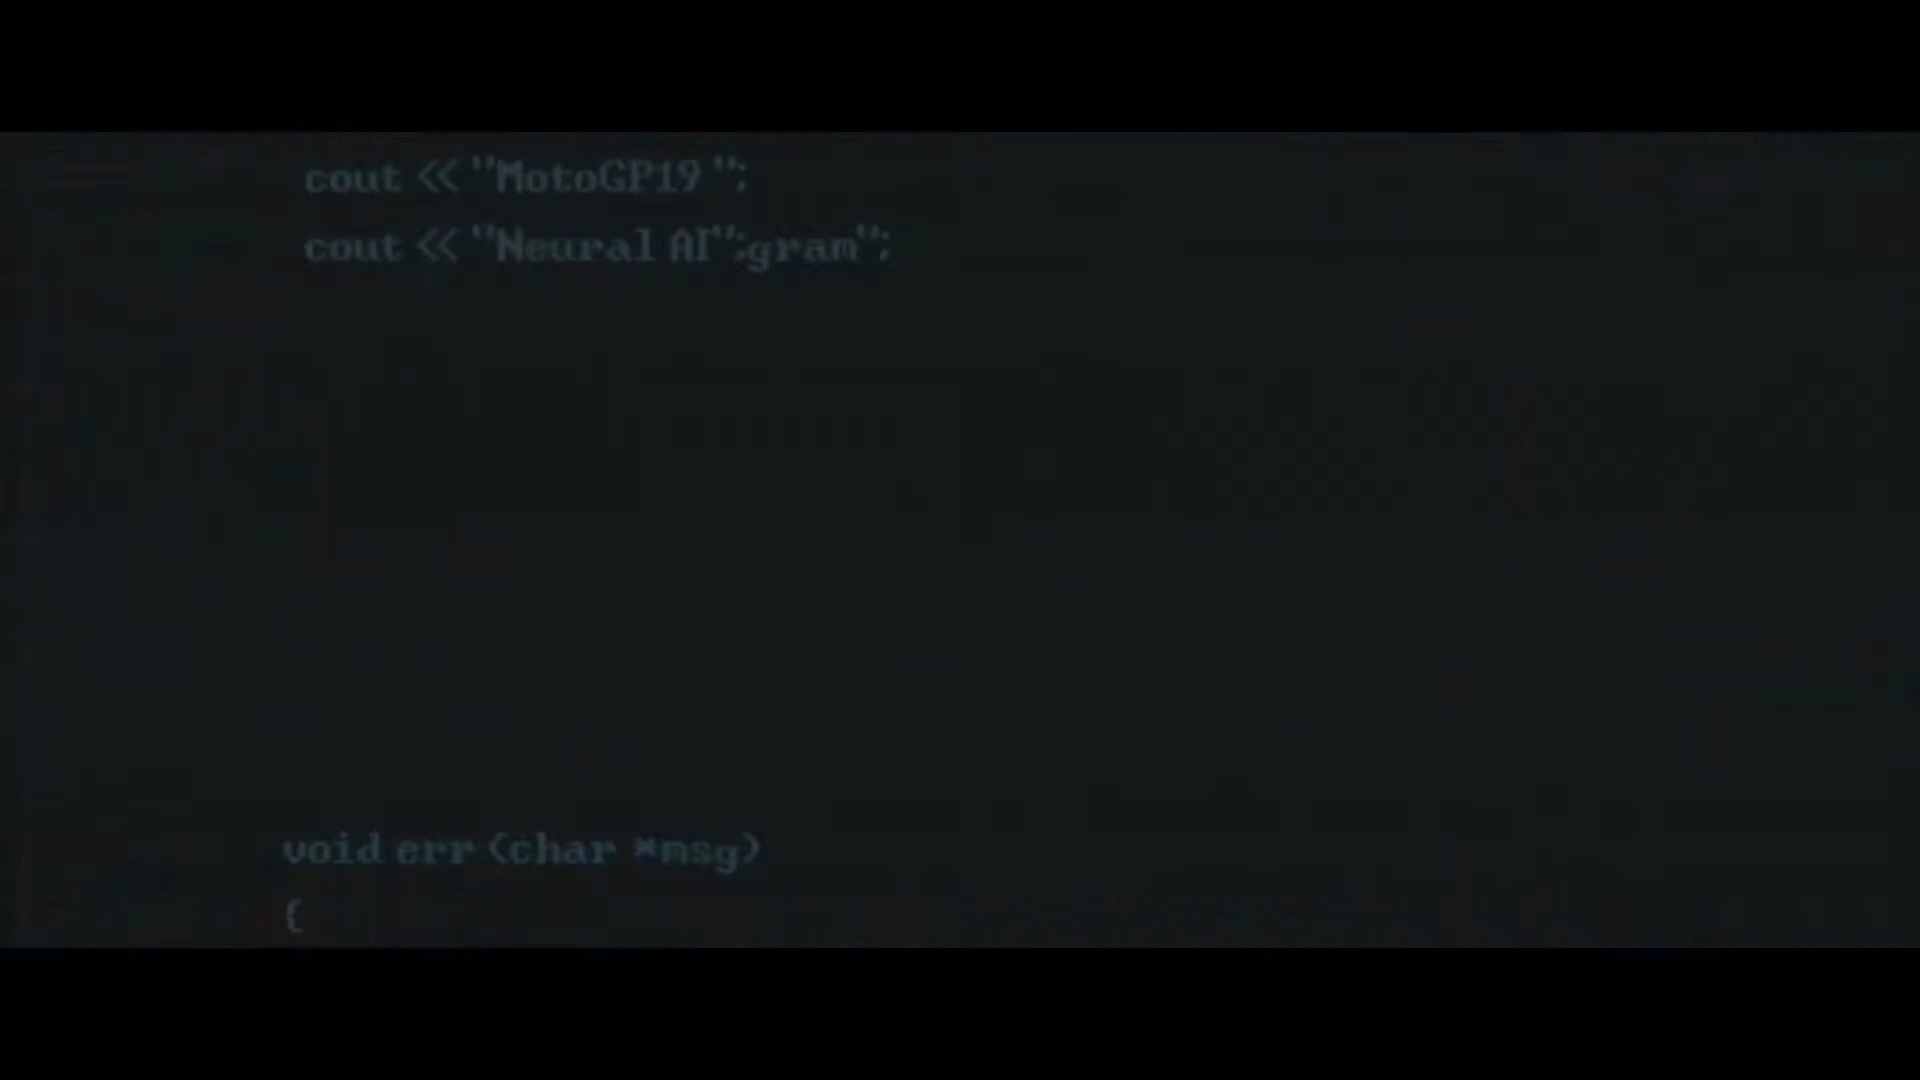 cout << "MotoGP19 ";
cout << "Neural AI";gram";
void err (char *msg)
{